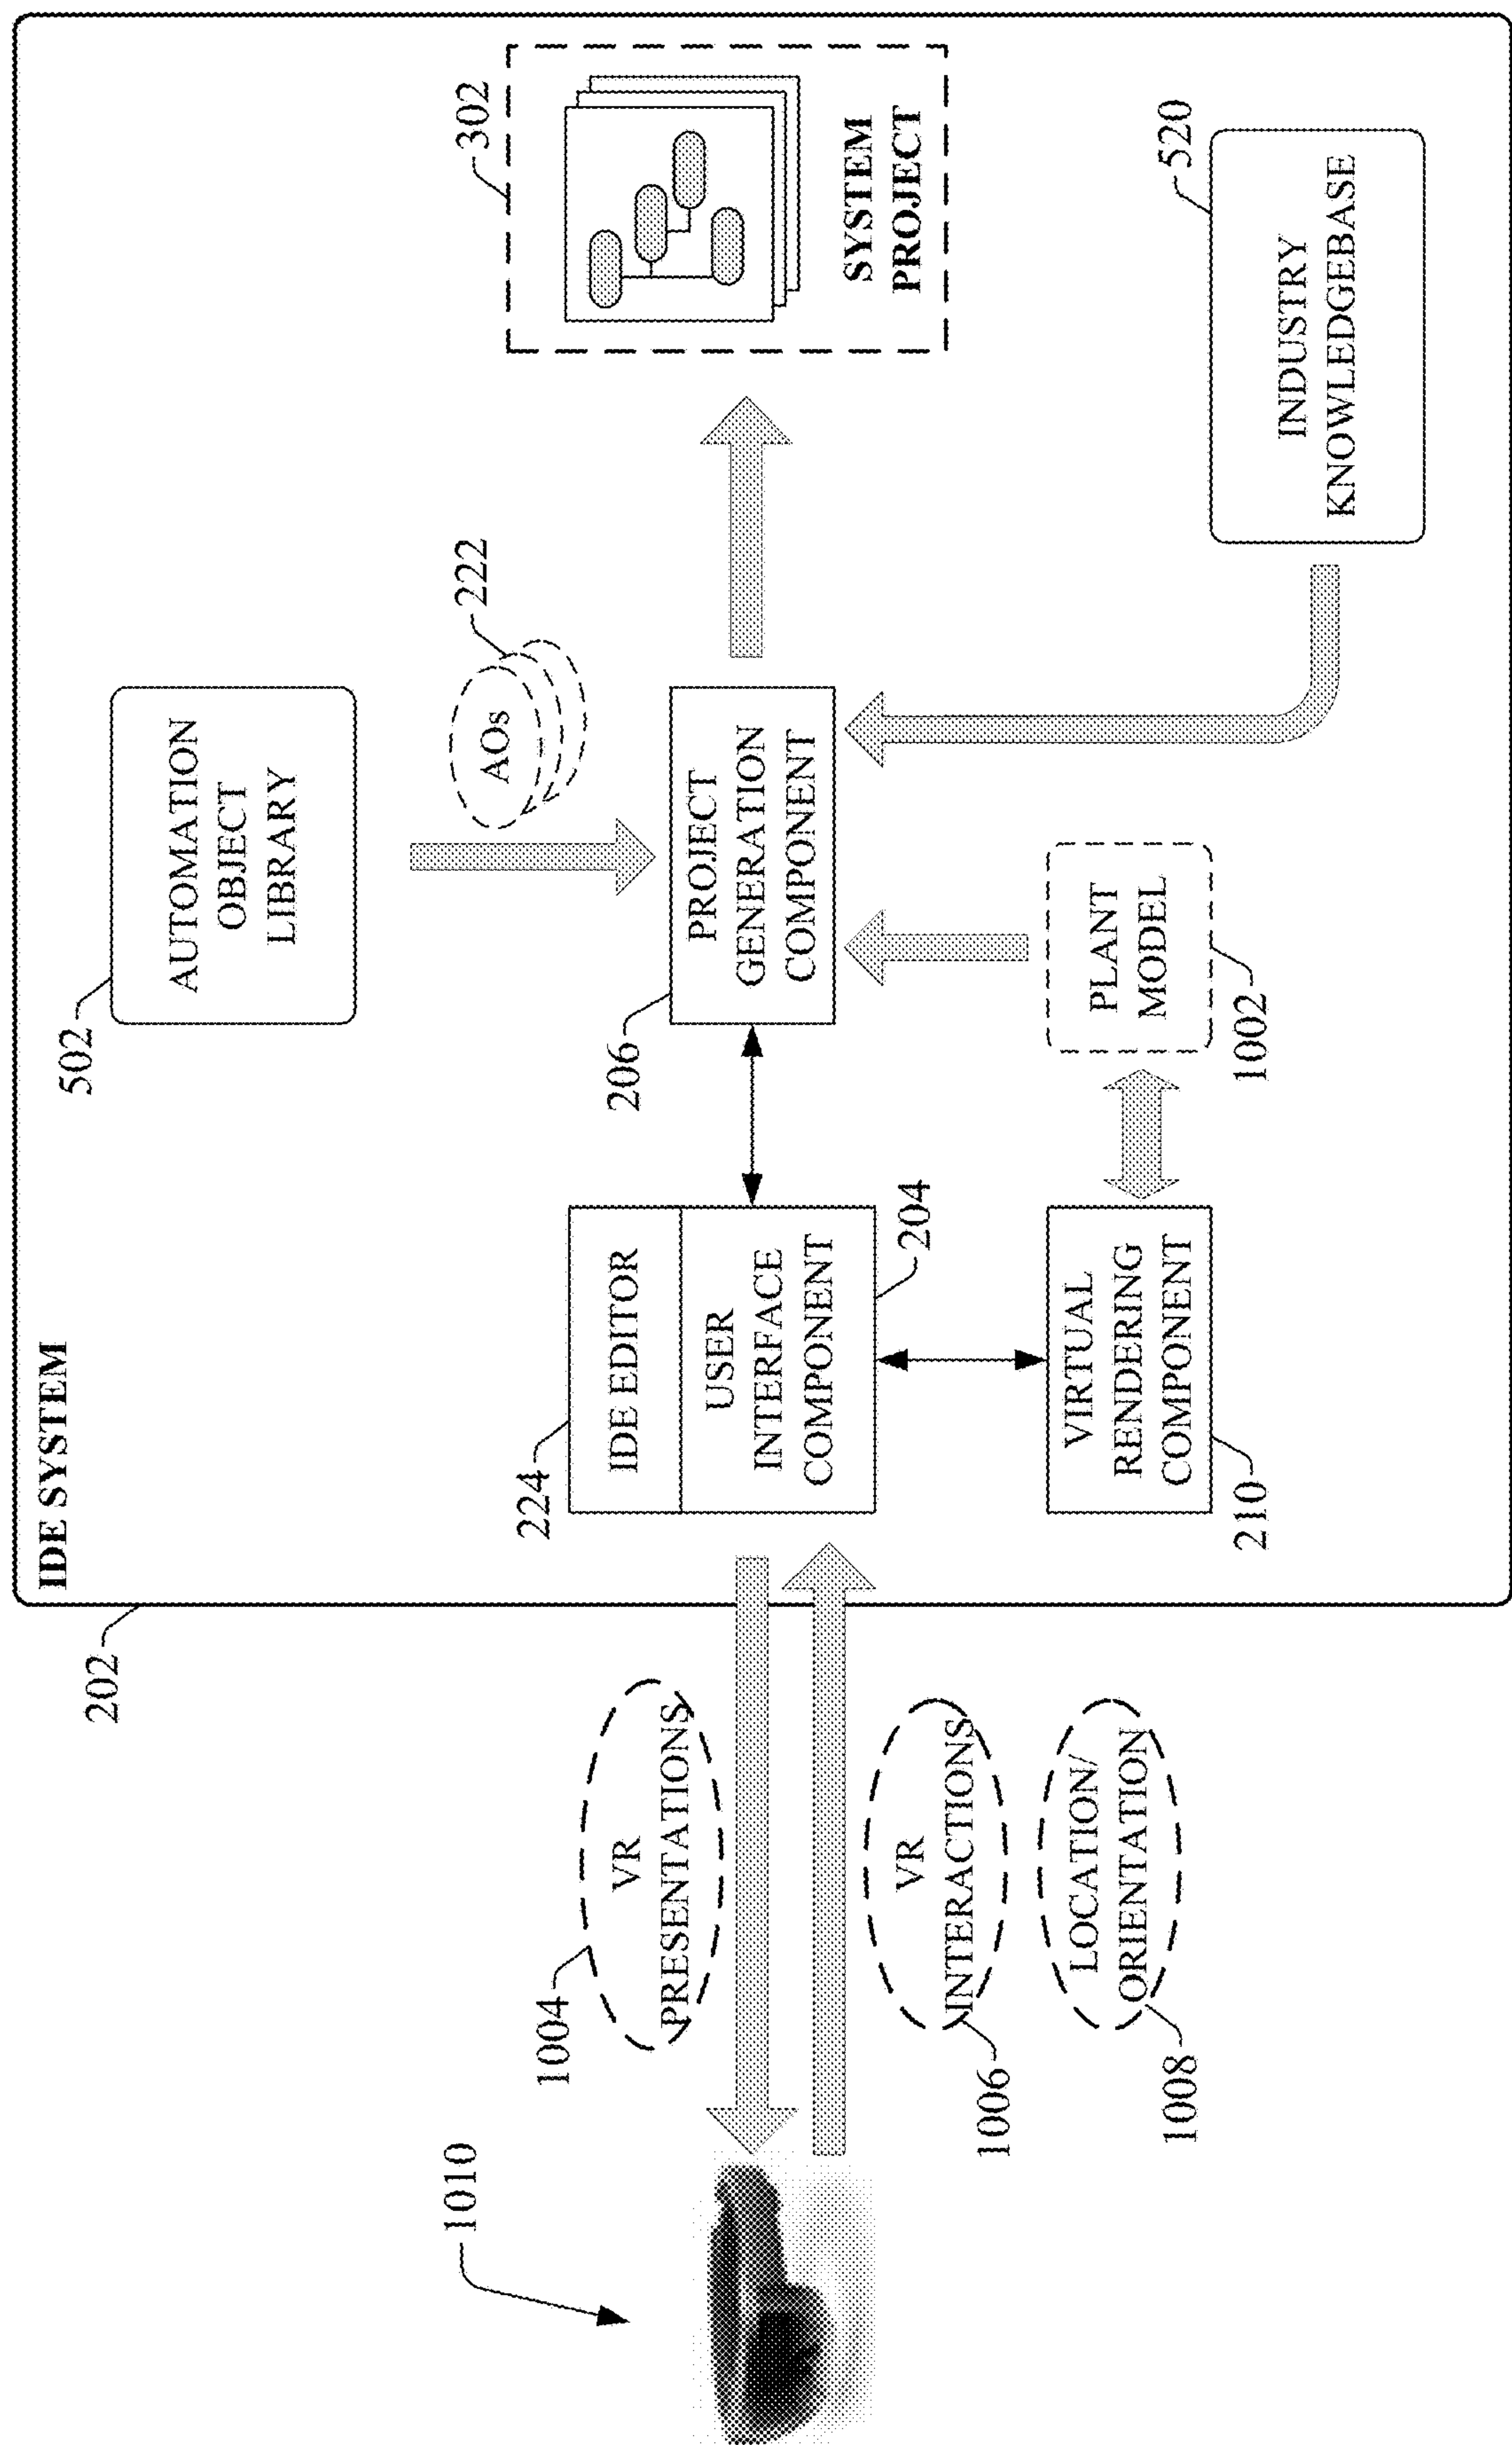 IDE SYSTEM
202
502
AUTOMATION
OBJECT
LIBRARY
302
SYSTEM
PROJECT
222
AOs
224
IDE EDITOR
USER
INTERFACE
COMPONENT
204
206
PROJECT
GENERATION
COMPONENT
VIRTUAL
RENDERING
COMPONENT
210
PLANT
MODEL
1002
INDUSTRY
KNOWLEDGEBASE
520
1010
1004
VR
PRESENTATIONS
VR
INTERACTIONS
1006
LOCATION/
ORIENTATION
1008